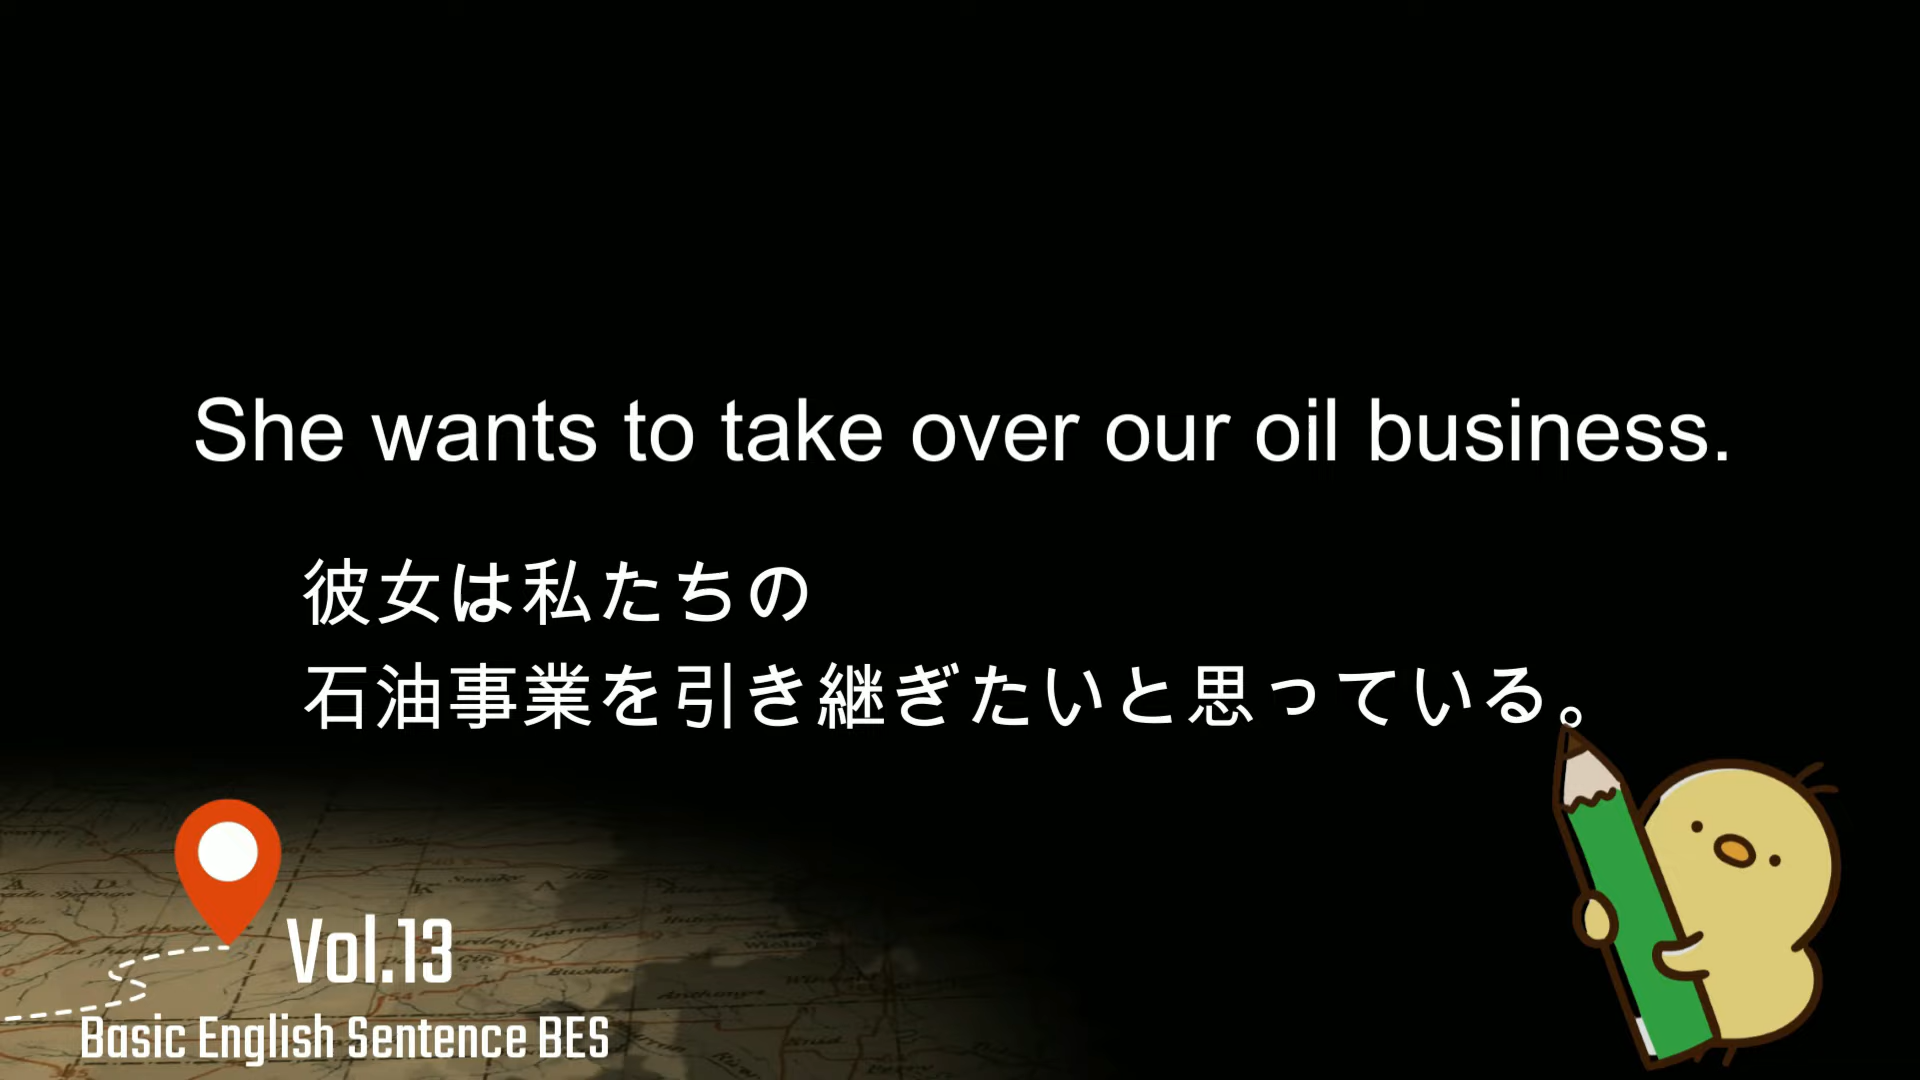 She wants to take over our oil business.
彼女は私たちの
石油事業を引き継ぎたいと思っている。
Vol.13
Basic English Sentence BES